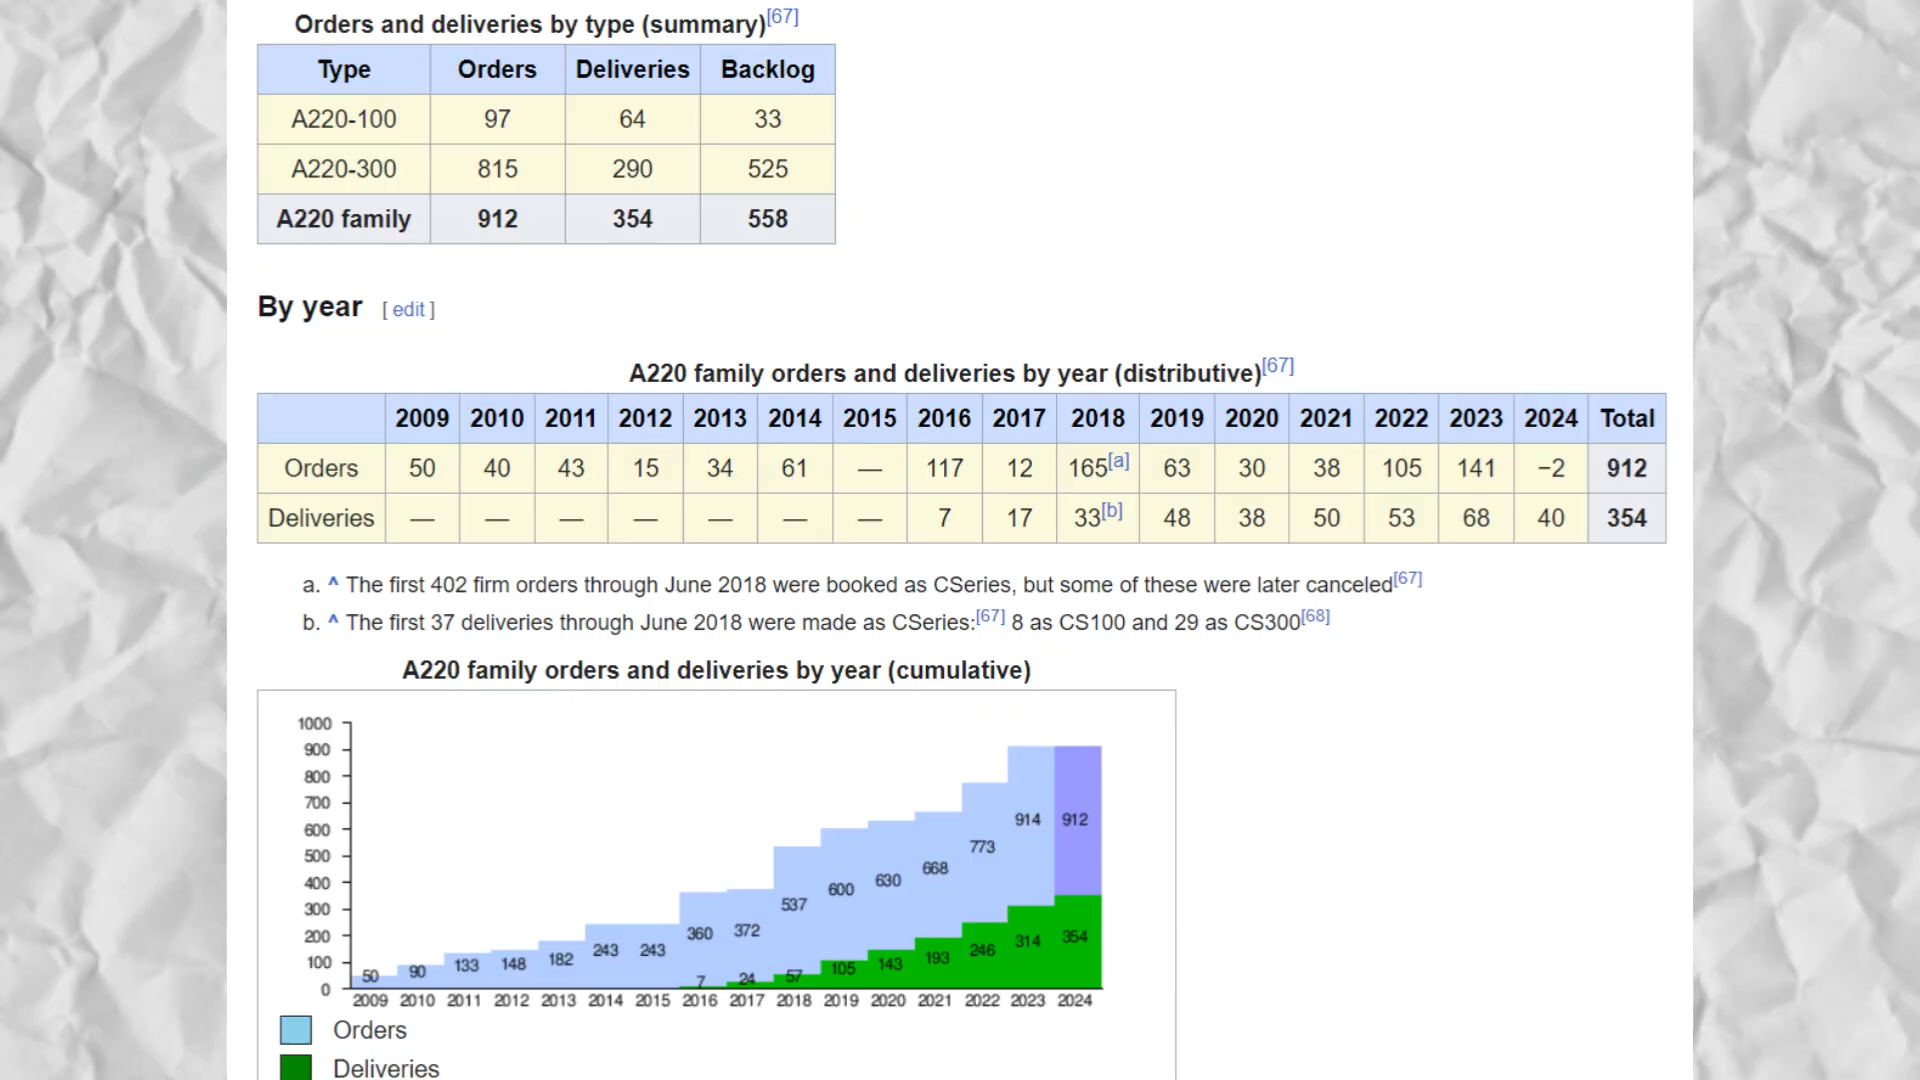 Orders and deliveries by type (summary)[67]
Type Orders Deliveries Backlog
A220-100 97 64 33
A220-300 815 290 525
A220 family 912 354 558
By year [ edit ]
A220 family orders and deliveries by year (distributive)[67]
2009 2010 2011 2012 2013 2014 2015 2016 2017 2018 2019 2020 2021 2022 2023 2024 Total
Orders 50 40 43 15 34 61 — 117 12 165[a] 63 30 38 105 141 −2 912
Deliveries — — — — — — — 7 17 33[b] 48 38 50 53 68 40 354
a. ^ The first 402 firm orders through June 2018 were booked as CSeries, but some of these were later canceled[67]
b. ^ The first 37 deliveries through June 2018 were made as CSeries:[67] 8 as CS100 and 29 as CS300[68]
A220 family orders and deliveries by year (cumulative)
1000
900
800
700
600
500
400
300
200
100
0
50 90 133 148 182 243 243 360 372 537 600 630 668 773 914 912
7 24 57 105 143 193 246 314 354
2009 2010 2011 2012 2013 2014 2015 2016 2017 2018 2019 2020 2021 2022 2023 2024
Orders
Deliveries